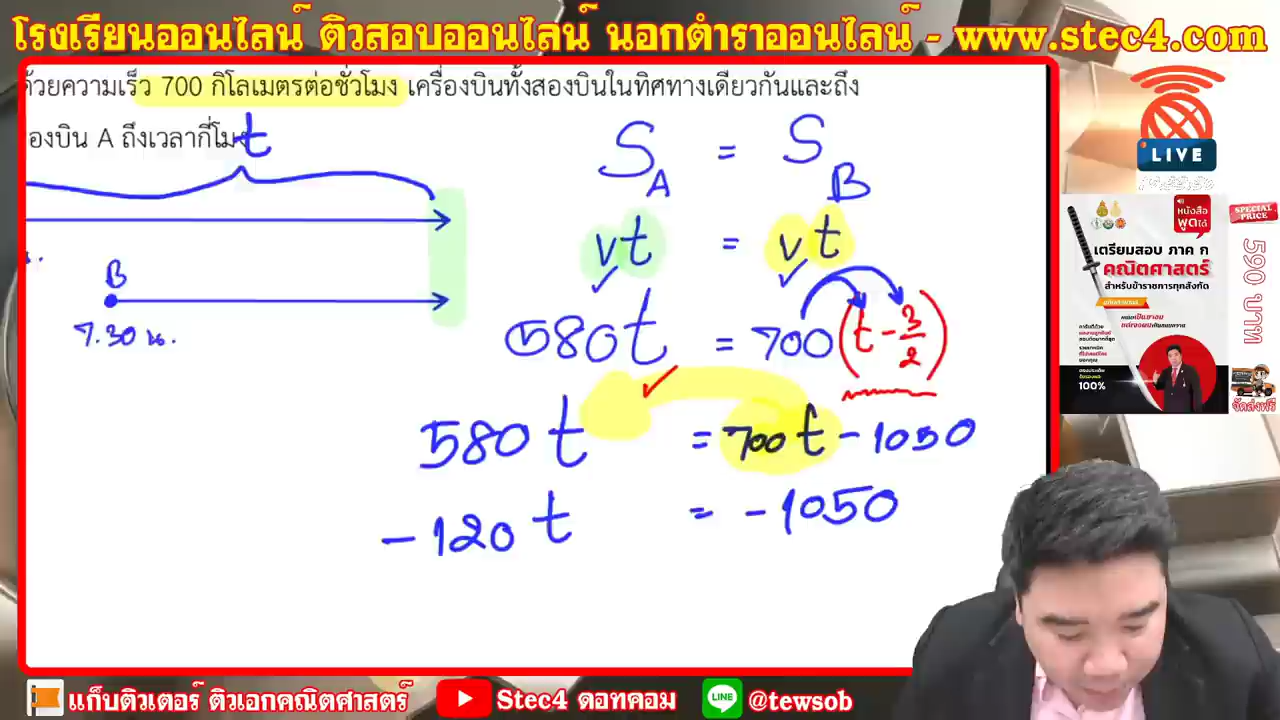 โรงเรียนออนไลน์ ติวสอบออนไลน์ นอกตำราออนไลน์ - www.stec4.com
ด้วยความเร็ว 700 กิโลเมตรต่อชั่วโมง เครื่องบินทั้งสองบินในทิศทางเดียวกันและถึง
องบิน A ถึงเวลากี่โมง
t
S_A = S_B
vt = vt
B
7.30 น.
580t = 700(t - 3/2)
580t = 700t - 1050
-120t = -1050
LIVE
หนังสือ
พูดได้
เตรียมสอบ ภาค ก
คณิตศาสตร์
สำหรับข้าราชการทุกสังกัด
100%
SPECIAL
PRICE
590 บาท
จัดส่งฟรี
แก็บติวเตอร์ ติวเอกคณิตศาสตร์
Stec4 ดอทคอม
LINE
@tewsob